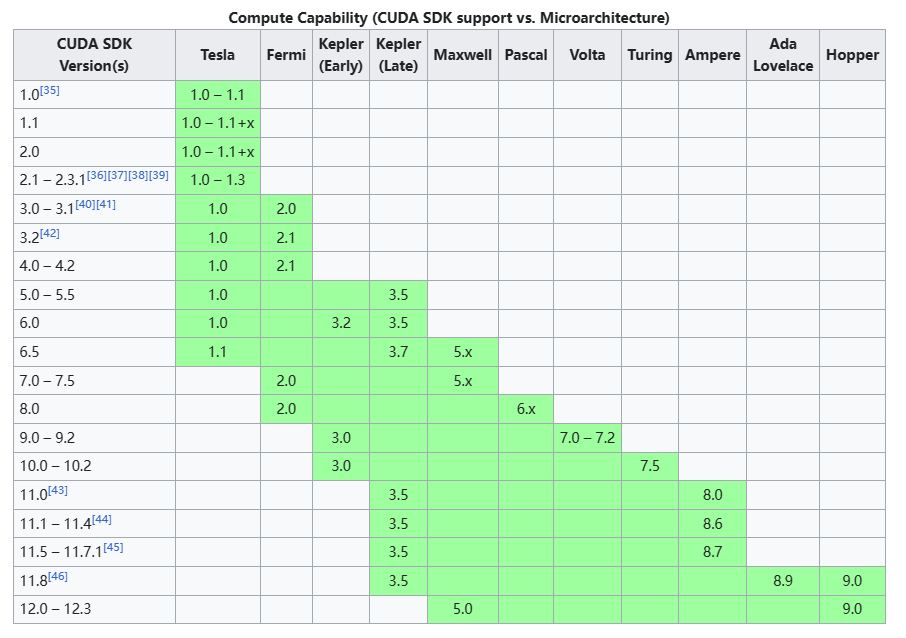 Compute Capability (CUDA SDK support vs. Microarchitecture)
CUDA SDK Version(s) Tesla Fermi Kepler (Early) Kepler (Late) Maxwell Pascal Volta Turing Ampere Ada Lovelace Hopper
1.0[35] 1.0 – 1.1
1.1 1.0 – 1.1+x
2.0 1.0 – 1.1+x
2.1 – 2.3.1[36][37][38][39] 1.0 – 1.3
3.0 – 3.1[40][41] 1.0 2.0
3.2[42] 1.0 2.1
4.0 – 4.2 1.0 2.1
5.0 – 5.5 1.0 3.5
6.0 1.0 3.2 3.5
6.5 1.1 3.7 5.x
7.0 – 7.5 2.0 5.x
8.0 2.0 6.x
9.0 – 9.2 3.0 7.0 – 7.2
10.0 – 10.2 3.0 7.5
11.0[43] 3.5 8.0
11.1 – 11.4[44] 3.5 8.6
11.5 – 11.7.1[45] 3.5 8.7
11.8[46] 3.5 8.9 9.0
12.0 – 12.3 5.0 9.0